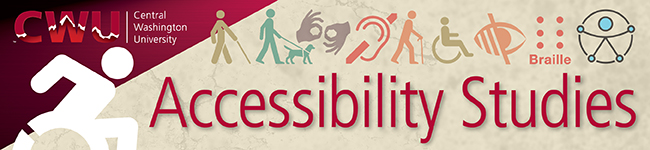 CWU
Central
Washington
University
Braille
Accessibility Studies